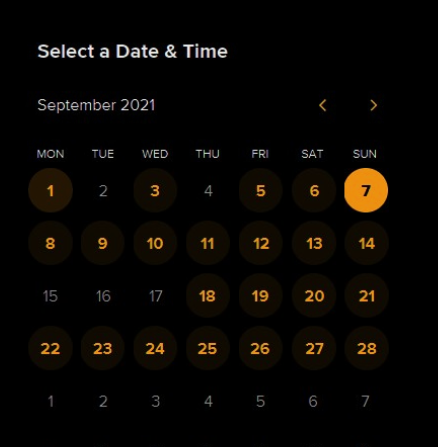 Select a Date & Time
September 2021
MON TUE WED THU FRI SAT SUN
1 2 3 4 5 6 7
8 9 10 11 12 13 14
15 16 17 18 19 20 21
22 23 24 25 26 27 28
1 2 3 4 5 6 7